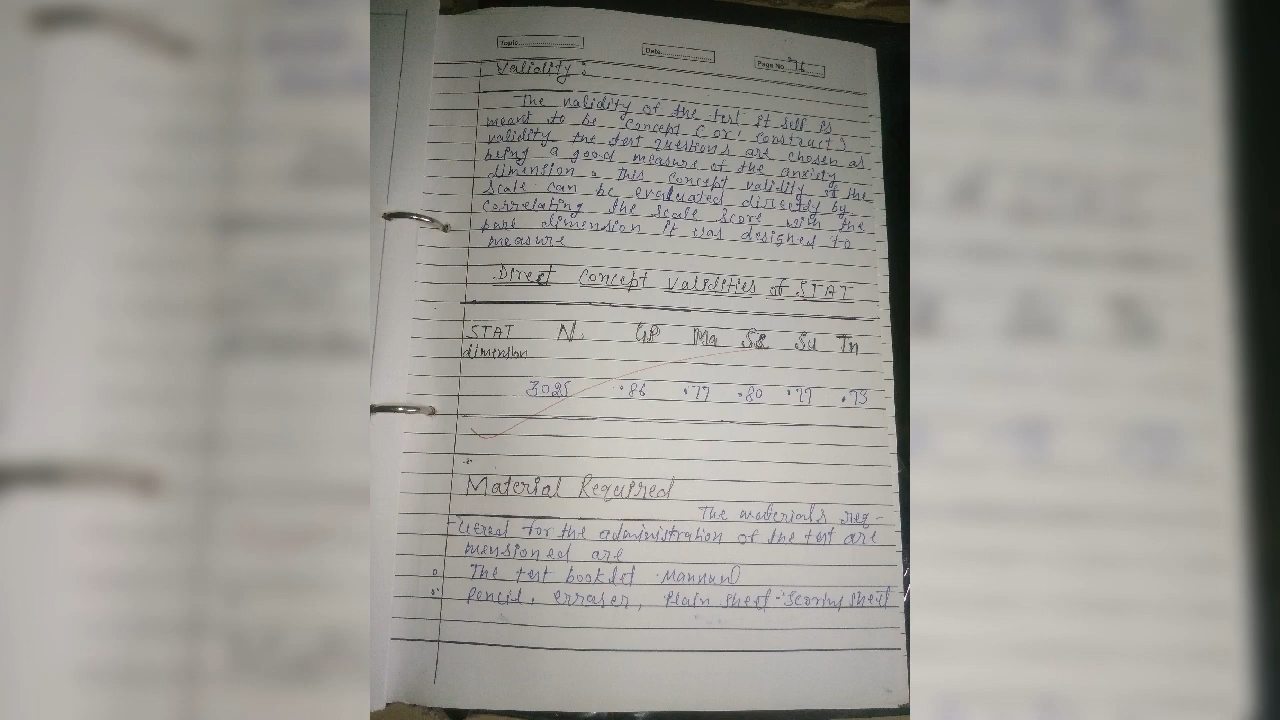 Topic................
Date................
Page No. 76
Validity :
The validity of the test it self is
meant to be 'concept (or' construct)
validity the test questions are chosen as
being a good measure of the anxisty
dimension. This concept validity of the
Scale can be evaluated directly by
correlating the scale score with the
pure dimension it was designed to
measure
Direct Concept Validities of STAT
STAT N. GP Ma Se Su Tn
dimension
3025 .86 .77 .80 .77 .73
Material Required
The materials req-
uered for the administration of the test are
mensioned are
The test booklet
Pencil, erraser, Plain sheet - Scoring sheet